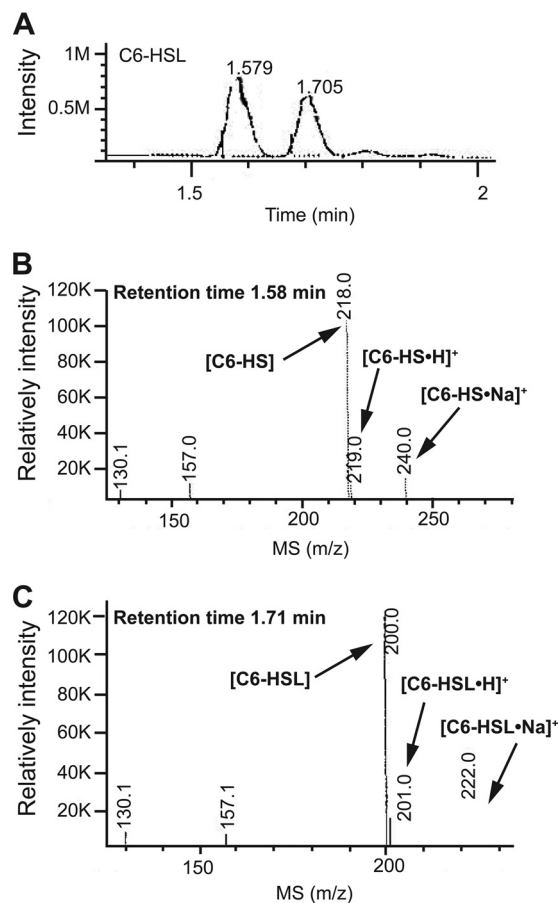 A
C6-HSL
1.579
1.705
1M
0.5M
Intensity
1.5
2
Time (min)
B
Retention time 1.58 min
120K
100K
80K
60K
40K
20K
Relatively intensity
218.0
[C6-HS]
[C6-HS•H]⁺
[C6-HS•Na]⁺
130.1
157.0
219.0
240.0
150
200
250
MS (m/z)
C
Retention time 1.71 min
120K
100K
80K
60K
40K
20K
Relatively intensity
200.0
[C6-HSL]
[C6-HSL•H]⁺
[C6-HSL•Na]⁺
130.1
157.1
201.0
222.0
150
200
MS (m/z)